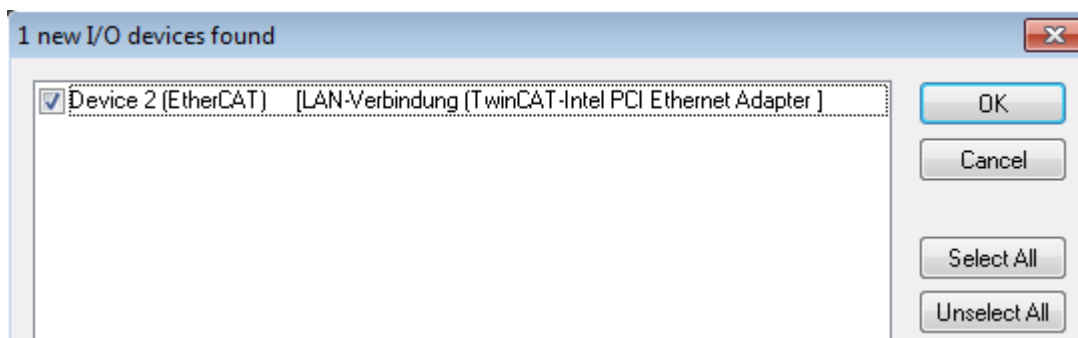 1 new I/O devices found
Device 2 (EtherCAT) [LAN-Verbindung (TwinCAT-Intel PCI Ethernet Adapter ]
OK
Cancel
Select All
Unselect All